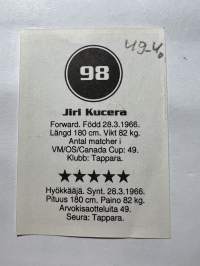 49-4.
98
Jiri Kucera
Forward. Född 28.3.1966.
Längd 180 cm. Vikt 82 kg.
Antal matcher i
VM/OS/Canada Cup: 49.
Klubb: Tappara.
★★★★★
Hyökkääjä. Synt. 28.3.1966.
Pituus 180 cm. Paino 82 kg.
Arvokisaotteluita 49.
Seura: Tappara.